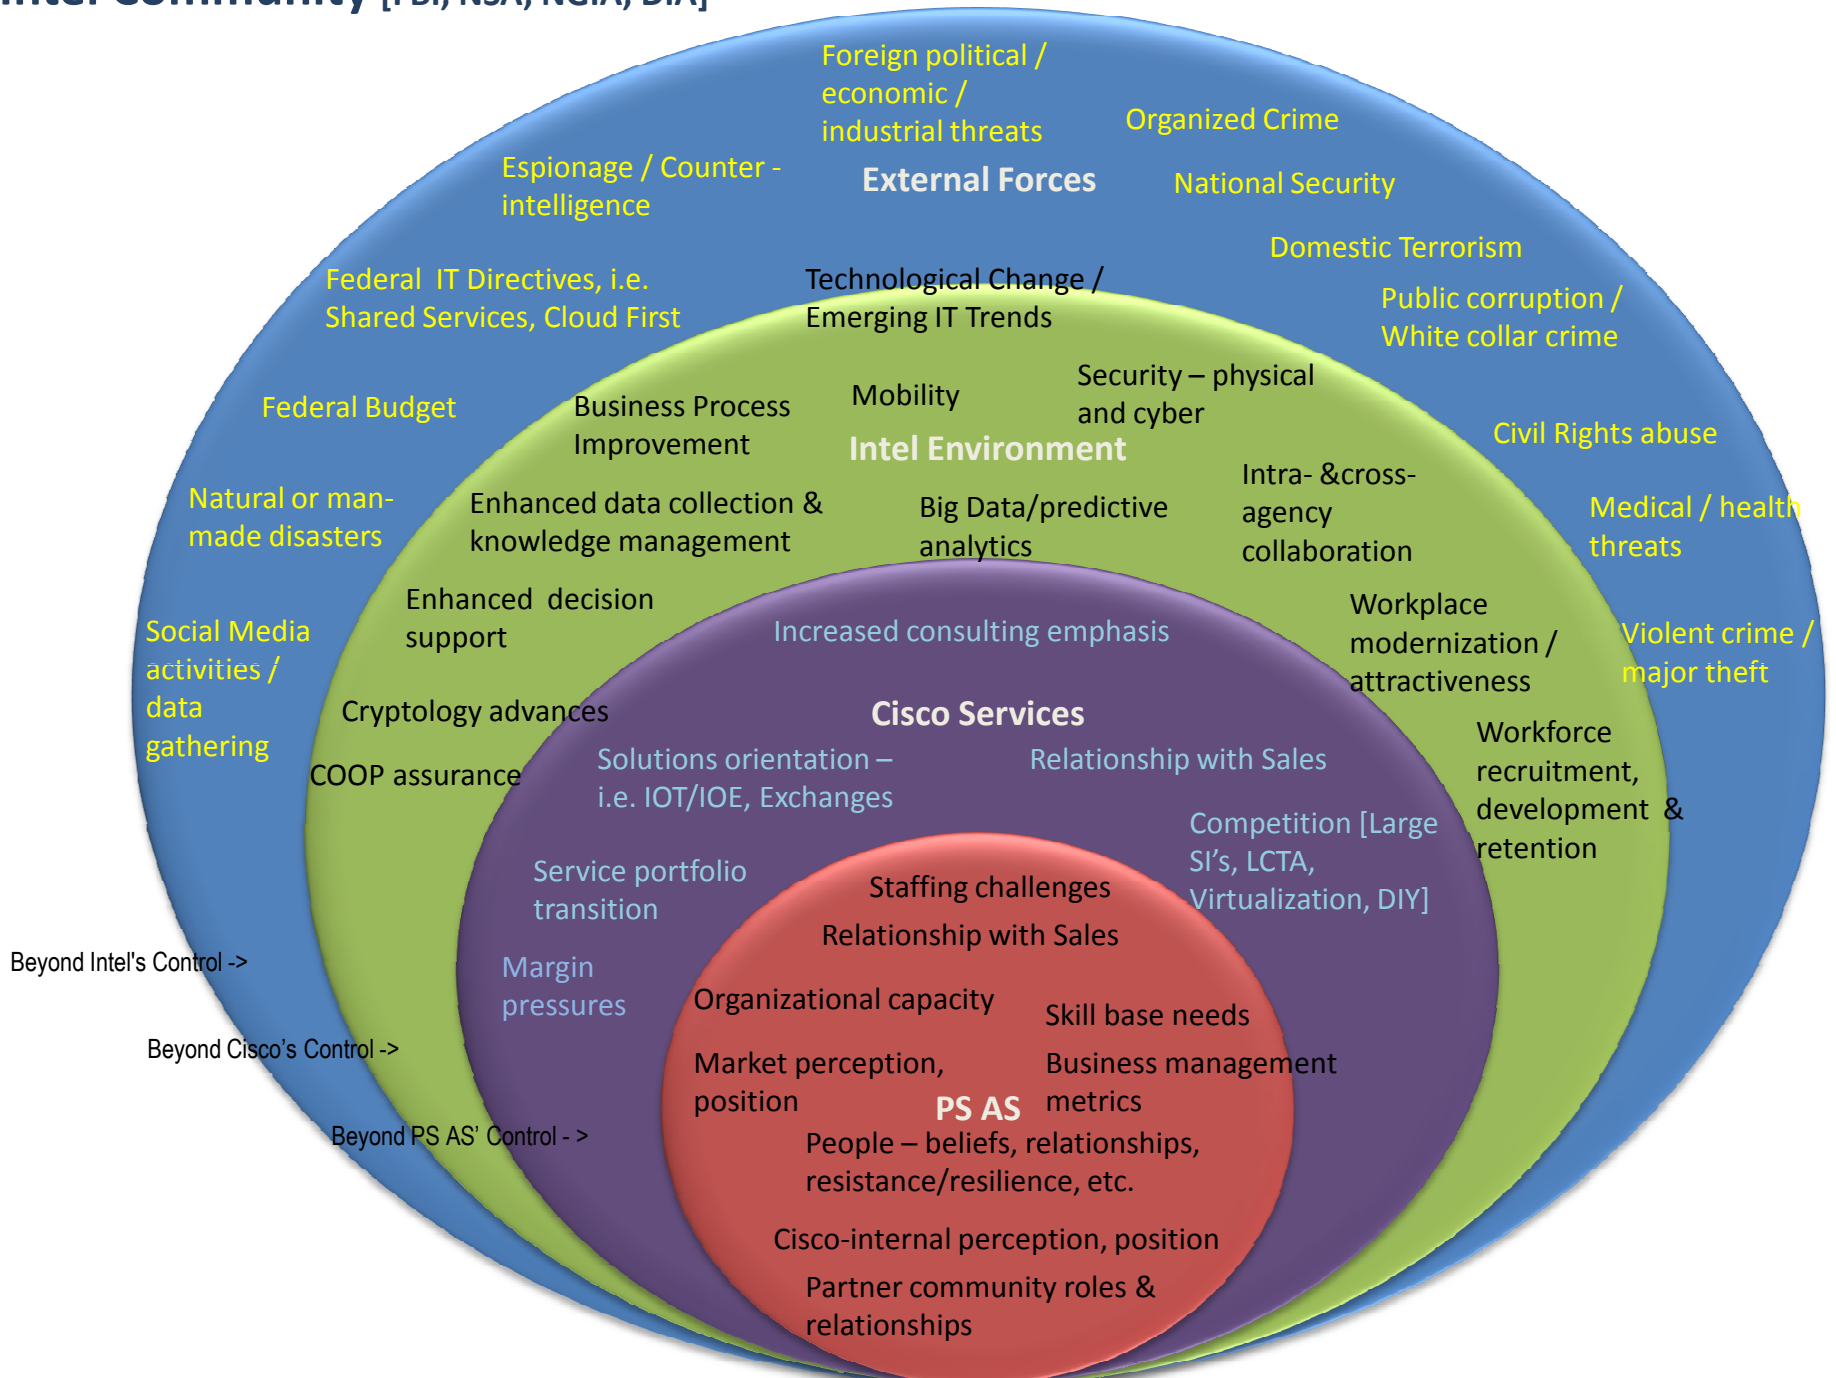 Intel Community [FBI, NSA, NGIA, DIA]
Foreign political /
economic /
industrial threats
Organized Crime
External Forces
Espionage / Counter -
intelligence
National Security
Domestic Terrorism
Federal IT Directives, i.e.
Shared Services, Cloud First
Technological Change /
Emerging IT Trends
Public corruption /
White collar crime
Federal Budget
Business Process
Improvement
Mobility
Security – physical
and cyber
Intel Environment
Civil Rights abuse
Natural or man-
made disasters
Enhanced data collection &
knowledge management
Big Data/predictive
analytics
Intra- &cross-
agency
collaboration
Medical / health
threats
Enhanced decision
support
Increased consulting emphasis
Workplace
modernization /
attractiveness
Violent crime /
major theft
Social Media
activities /
data
gathering
Cryptology advances
Cisco Services
COOP assurance
Solutions orientation –
i.e. IOT/IOE, Exchanges
Relationship with Sales
Workforce
recruitment,
development &
retention
Competition [Large
SI's, LCTA,
Virtualization, DIY]
Service portfolio
transition
Staffing challenges
Relationship with Sales
Beyond Intel's Control ->
Margin
pressures
Organizational capacity
Skill base needs
Beyond Cisco’s Control ->
Market perception,
position
Business management
metrics
PS AS
Beyond PS AS’ Control - >
People – beliefs, relationships,
resistance/resilience, etc.
Cisco-internal perception, position
Partner community roles &
relationships